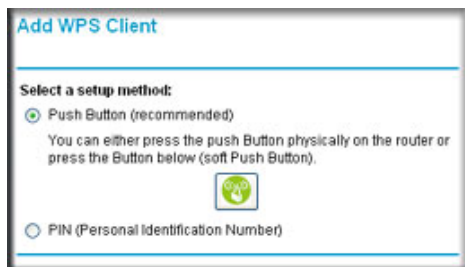 Add WPS Client
Select a setup method:
Push Button (recommended)
You can either press the push Button physically on the router or
press the Button below (soft Push Button).
PIN (Personal Identification Number)